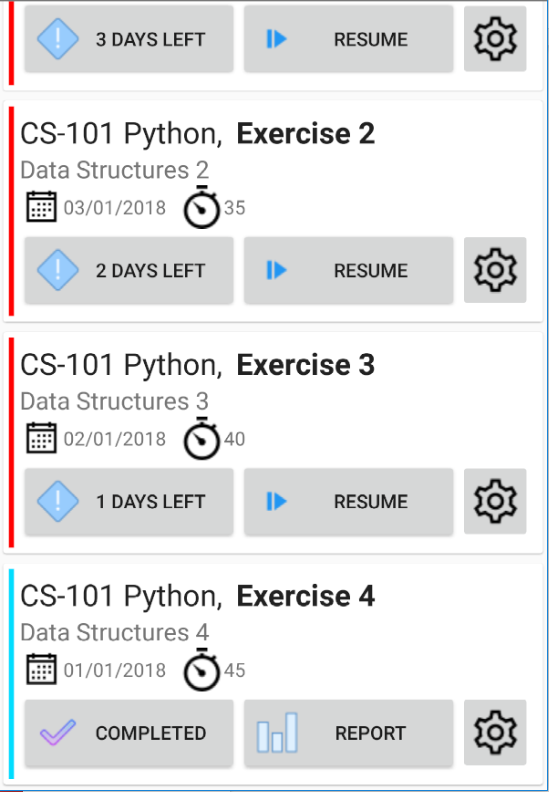 3 DAYS LEFT RESUME
CS-101 Python, Exercise 2
Data Structures 2
03/01/2018 35
2 DAYS LEFT RESUME
CS-101 Python, Exercise 3
Data Structures 3
02/01/2018 40
1 DAYS LEFT RESUME
CS-101 Python, Exercise 4
Data Structures 4
01/01/2018 45
COMPLETED REPORT